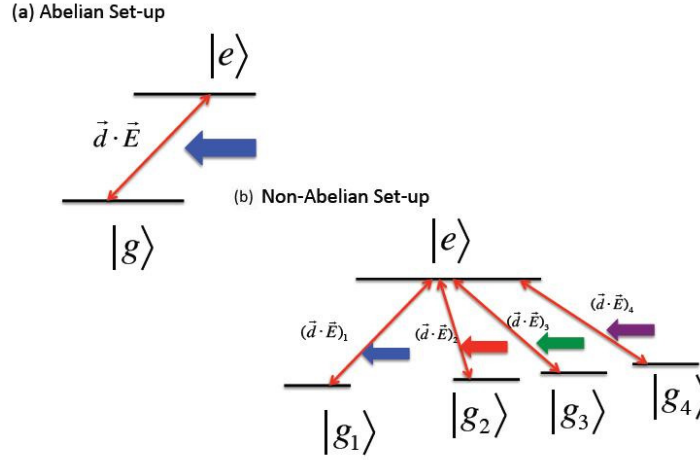 (a) Abelian Set-up
|e⟩
d⃗ · E⃗
|g⟩
(b) Non-Abelian Set-up
|e⟩
(d⃗ · E⃗)₁ (d⃗ · E⃗)₂ (d⃗ · E⃗)₃ (d⃗ · E⃗)₄
|g₁⟩ |g₂⟩ |g₃⟩ |g₄⟩